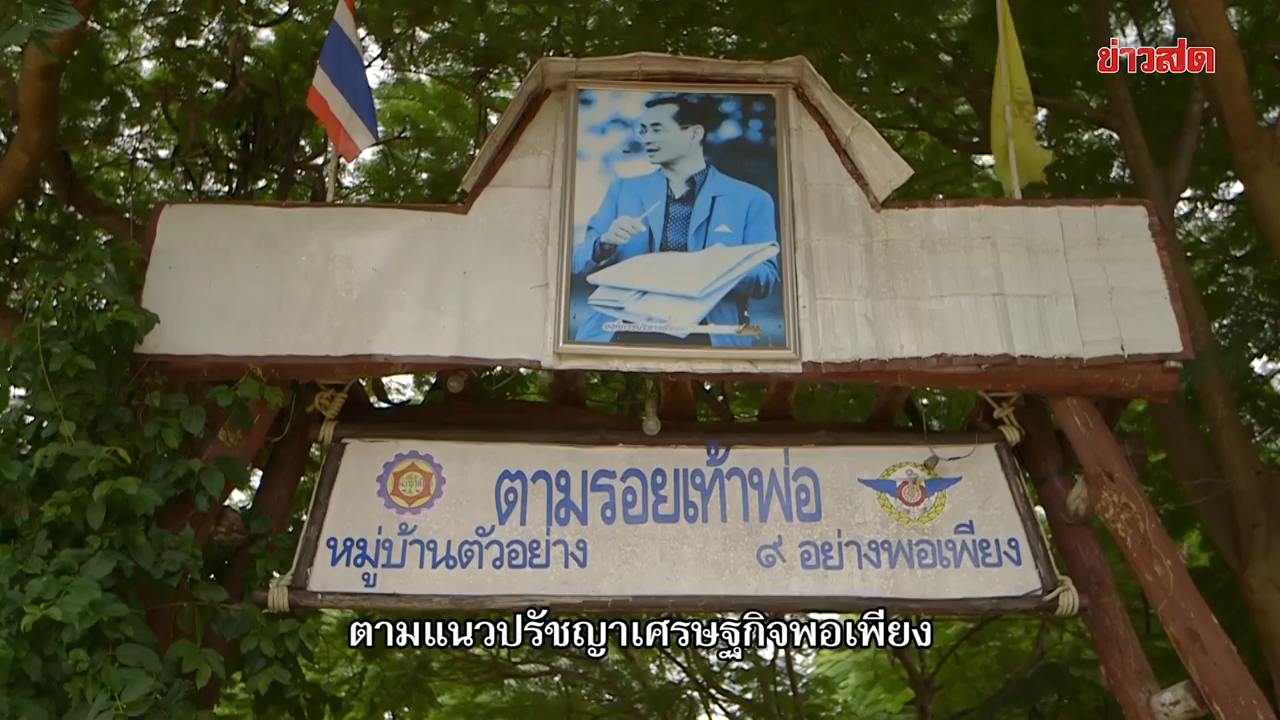 ข่าวสด
ตามรอยเท้าพ่อ
หมู่บ้านตัวอย่าง ๙ อย่างพอเพียง
ตามแนวปรัชญาเศรษฐกิจพอเพียง